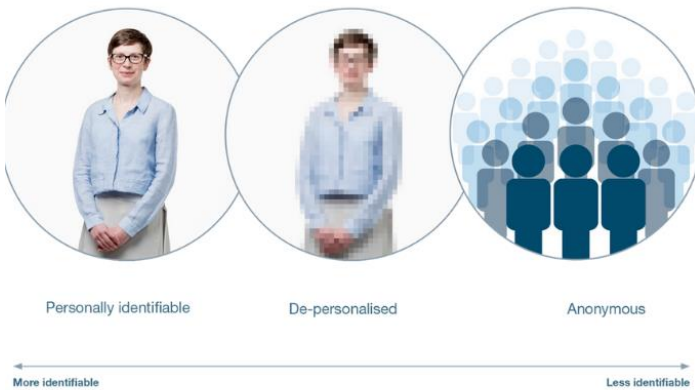 Personally identifiable
De-personalised
Anonymous
More identifiable
Less identifiable